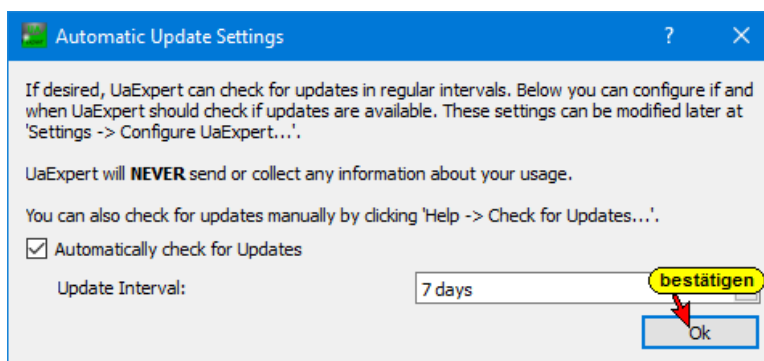 Automatic Update Settings
If desired, UaExpert can check for updates in regular intervals. Below you can configure if and
when UaExpert should check if updates are available. These settings can be modified later at
'Settings -> Configure UaExpert...'.
UaExpert will NEVER send or collect any information about your usage.
You can also check for updates manually by clicking 'Help -> Check for Updates...'.
Automatically check for Updates
Update Interval:
7 days
bestätigen
Ok